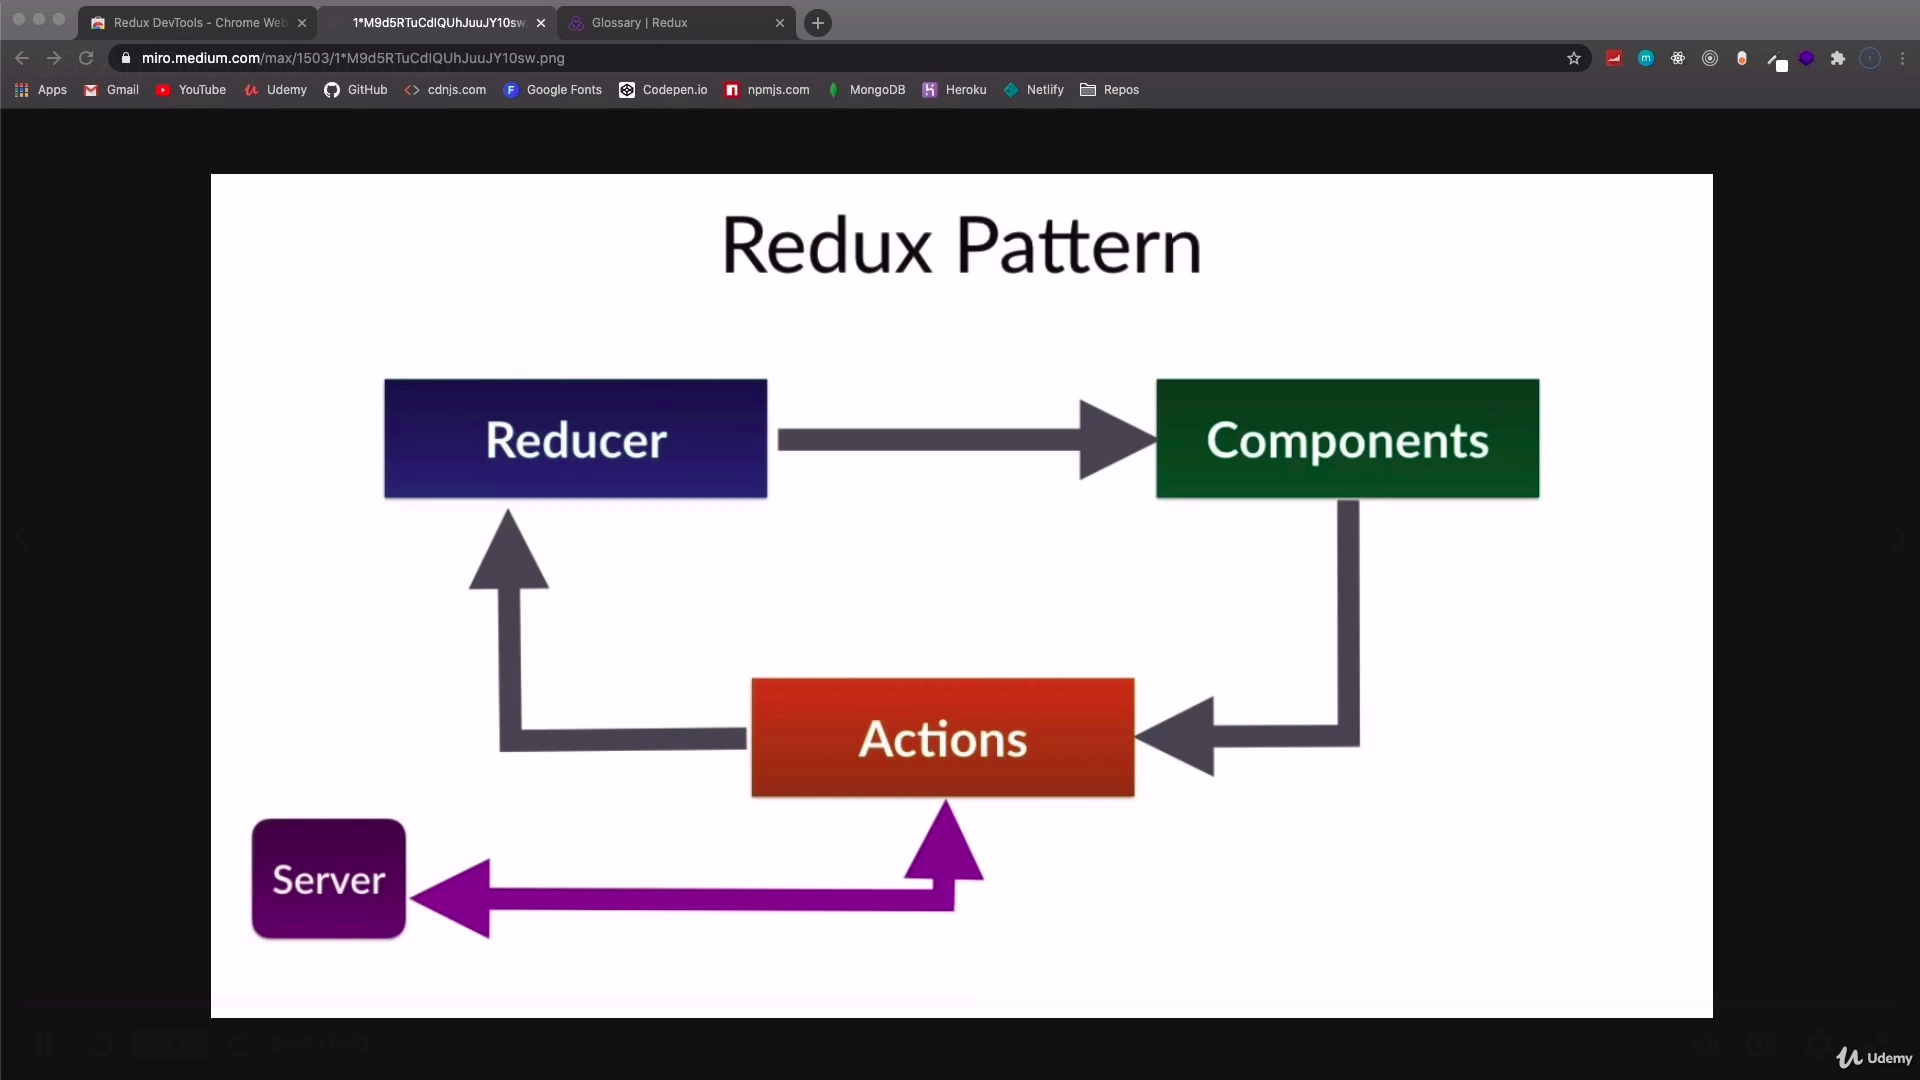 Redux DevTools - Chrome Web
1*M9d5RTuCdIQUhJuuJY10sw.
Glossary | Redux
miro.medium.com/max/1503/1*M9d5RTuCdIQUhJuuJY10sw.png
Apps
Gmail
YouTube
Udemy
GitHub
cdnjs.com
Google Fonts
Codepen.io
npmjs.com
MongoDB
Heroku
Netlify
Repos
Redux Pattern
Reducer
Components
Actions
Server
Udemy